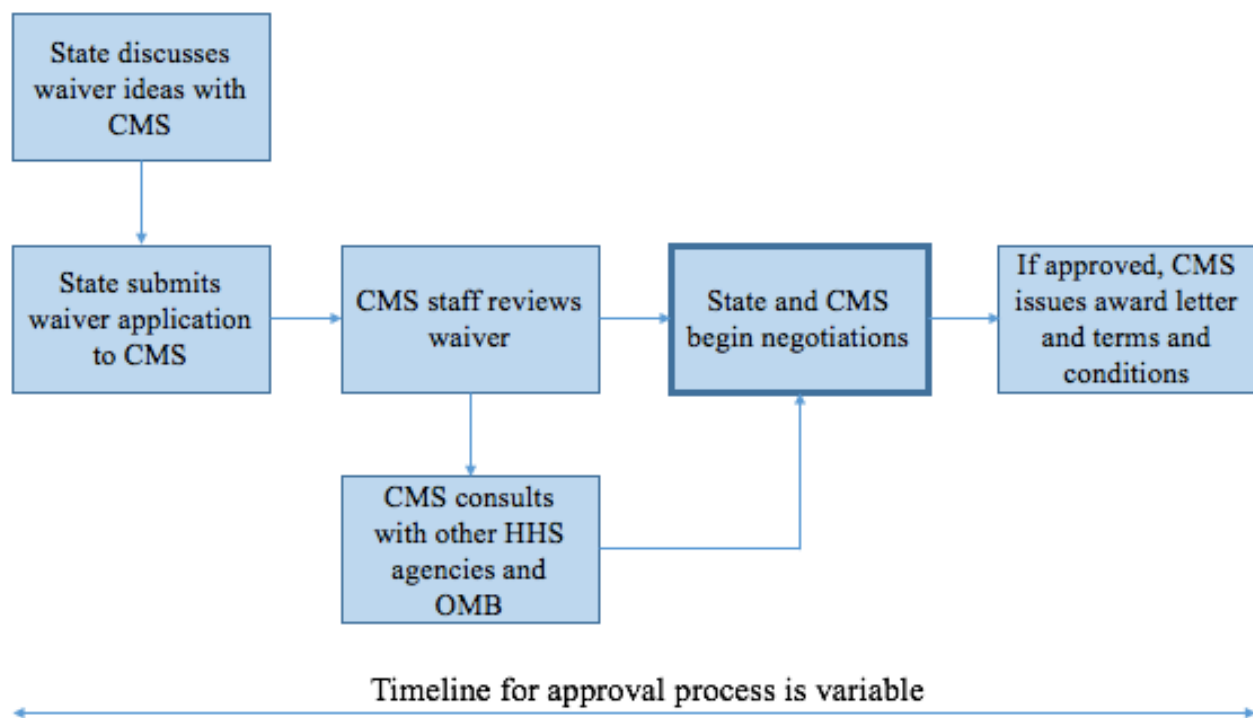 State discusses
waiver ideas with
CMS
State submits
waiver application
to CMS
CMS staff reviews
waiver
State and CMS
begin negotiations
If approved, CMS
issues award letter
and terms and
conditions
CMS consults
with other HHS
agencies and
OMB
Timeline for approval process is variable